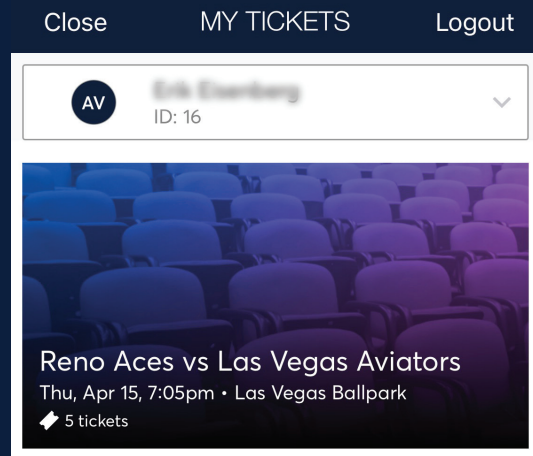 Close MY TICKETS Logout
AV
ID: 16
Reno Aces vs Las Vegas Aviators
Thu, Apr 15, 7:05pm • Las Vegas Ballpark
5 tickets